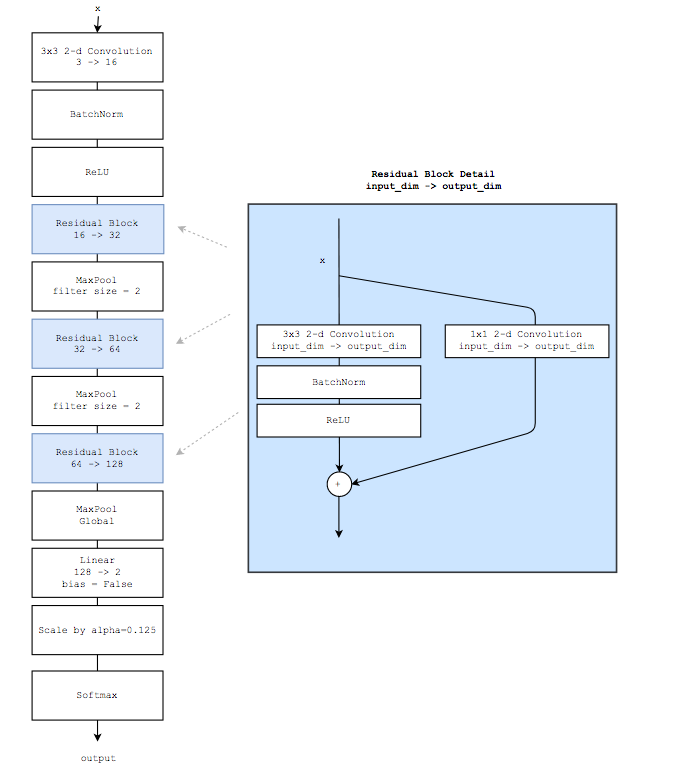 x
3x3 2-d Convolution
3 -> 16
BatchNorm
ReLU
Residual Block
16 -> 32
MaxPool
filter size = 2
Residual Block
32 -> 64
MaxPool
filter size = 2
Residual Block
64 -> 128
MaxPool
Global
Linear
128 -> 2
bias = False
Scale by alpha=0.125
Softmax
output
Residual Block Detail
input_dim -> output_dim
x
3x3 2-d Convolution
input_dim -> output_dim
1x1 2-d Convolution
input_dim -> output_dim
BatchNorm
ReLU
+